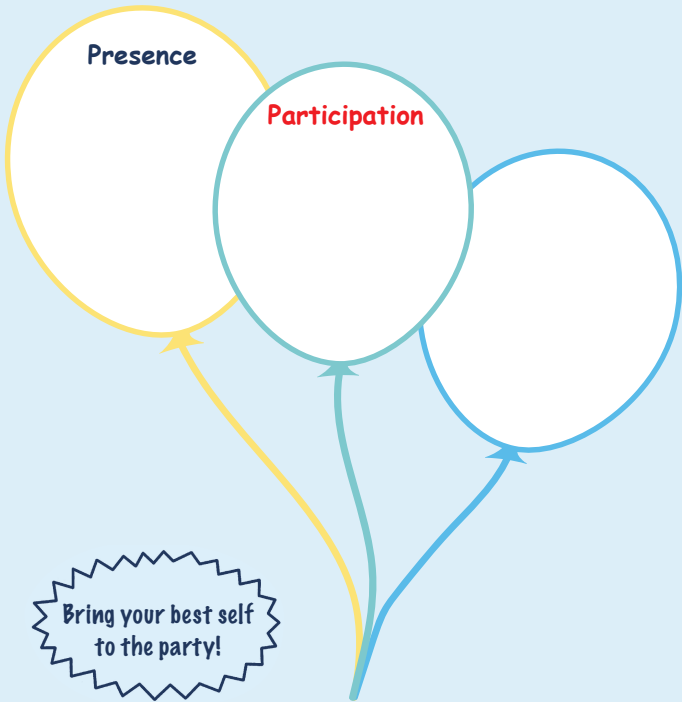 Presence
Participation
Bring your best self
to the party!